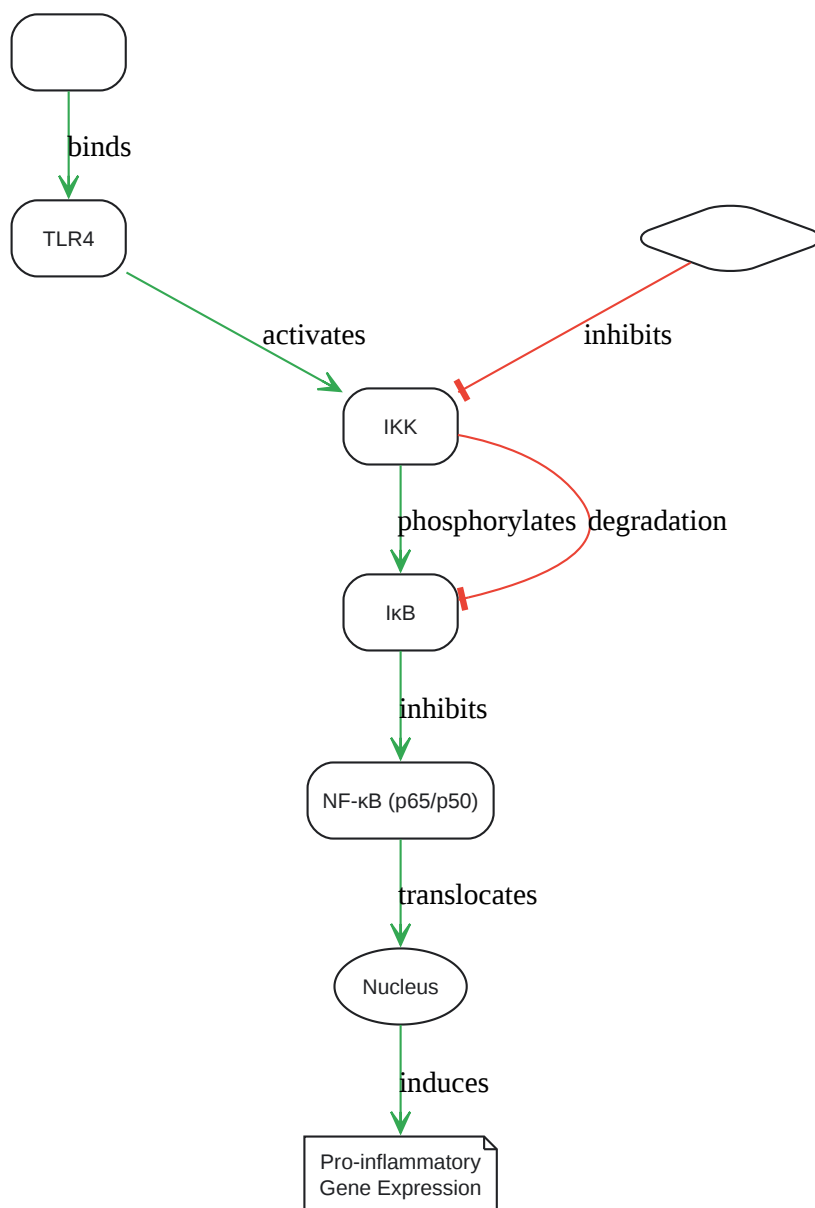 binds
TLR4
activates
inhibits
IKK
phosphorylates
degradation
IκB
inhibits
NF-κB (p65/p50)
translocates
Nucleus
induces
Pro-inflammatory
Gene Expression